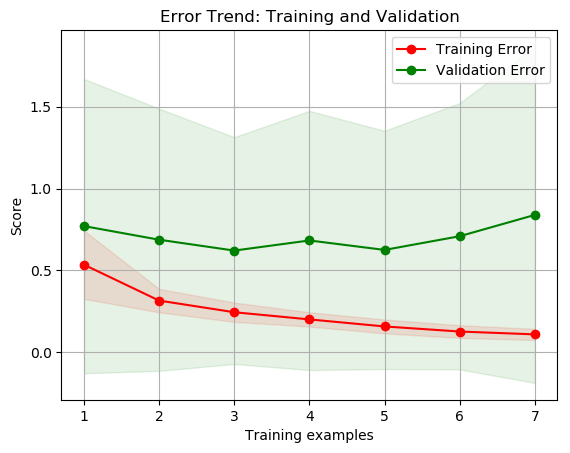 Error Trend: Training and Validation
Training Error
Validation Error
Score
1.5
1.0
0.5
0.0
1 2 3 4 5 6 7
Training examples